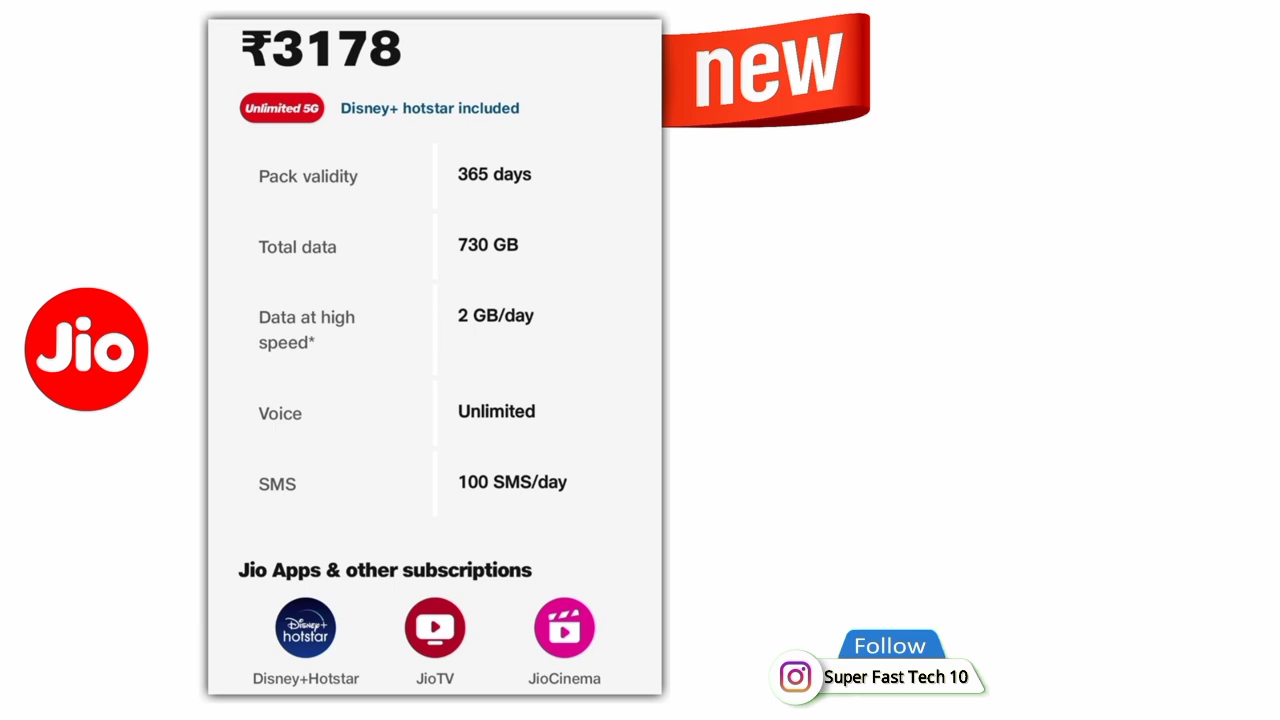 ₹3178
new
Unlimited 5G Disney+ hotstar included
Pack validity 365 days
Total data 730 GB
Data at high 2 GB/day
speed*
Jio
Voice Unlimited
SMS 100 SMS/day
Jio Apps & other subscriptions
Disney+
hotstar
Disney+Hotstar JioTV JioCinema
Follow
Super Fast Tech 10